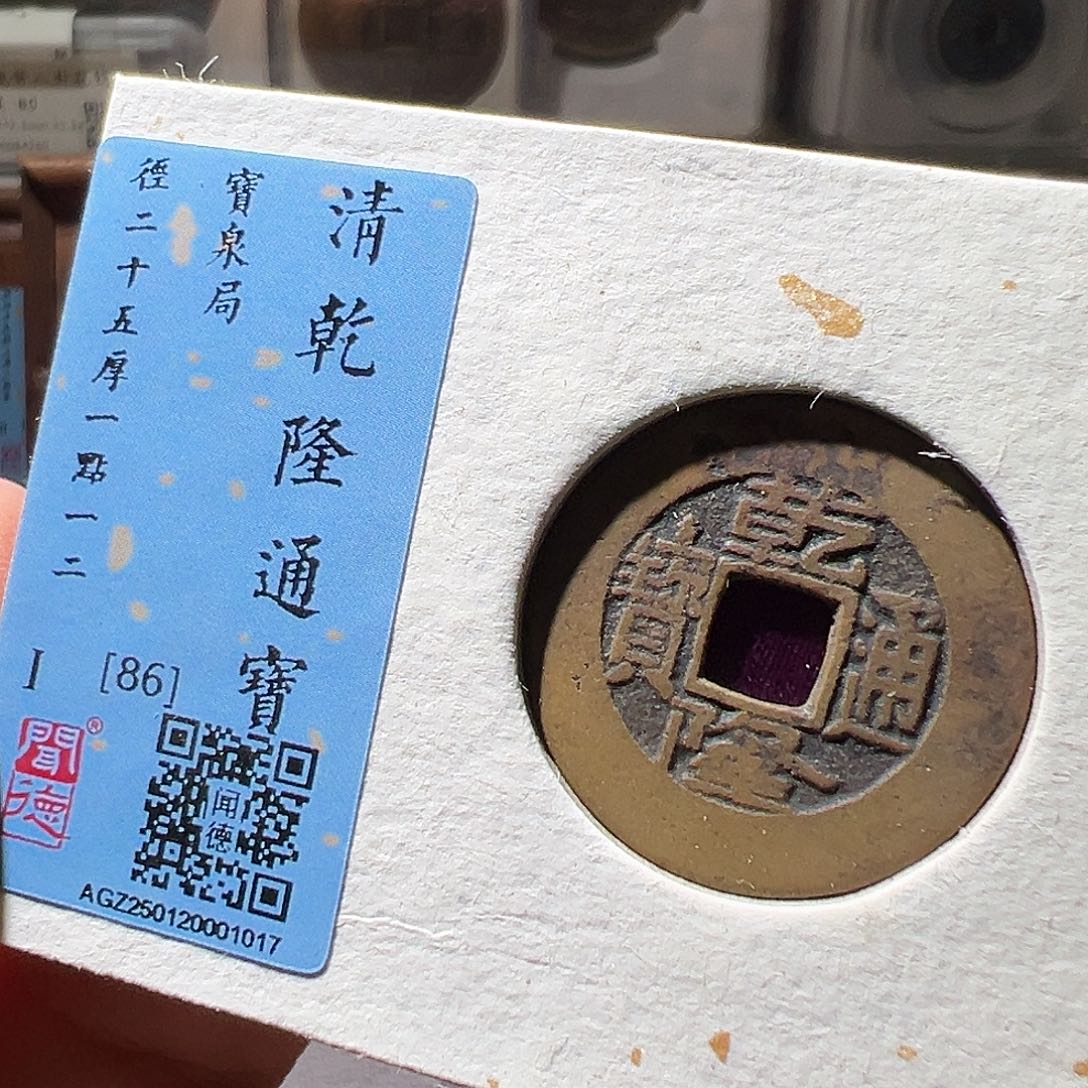 清乾隆通寶
寶泉局
徑二十五厚一點一二
I [86]
聞德®
闻德
AGZ250120001017
乾隆通寶